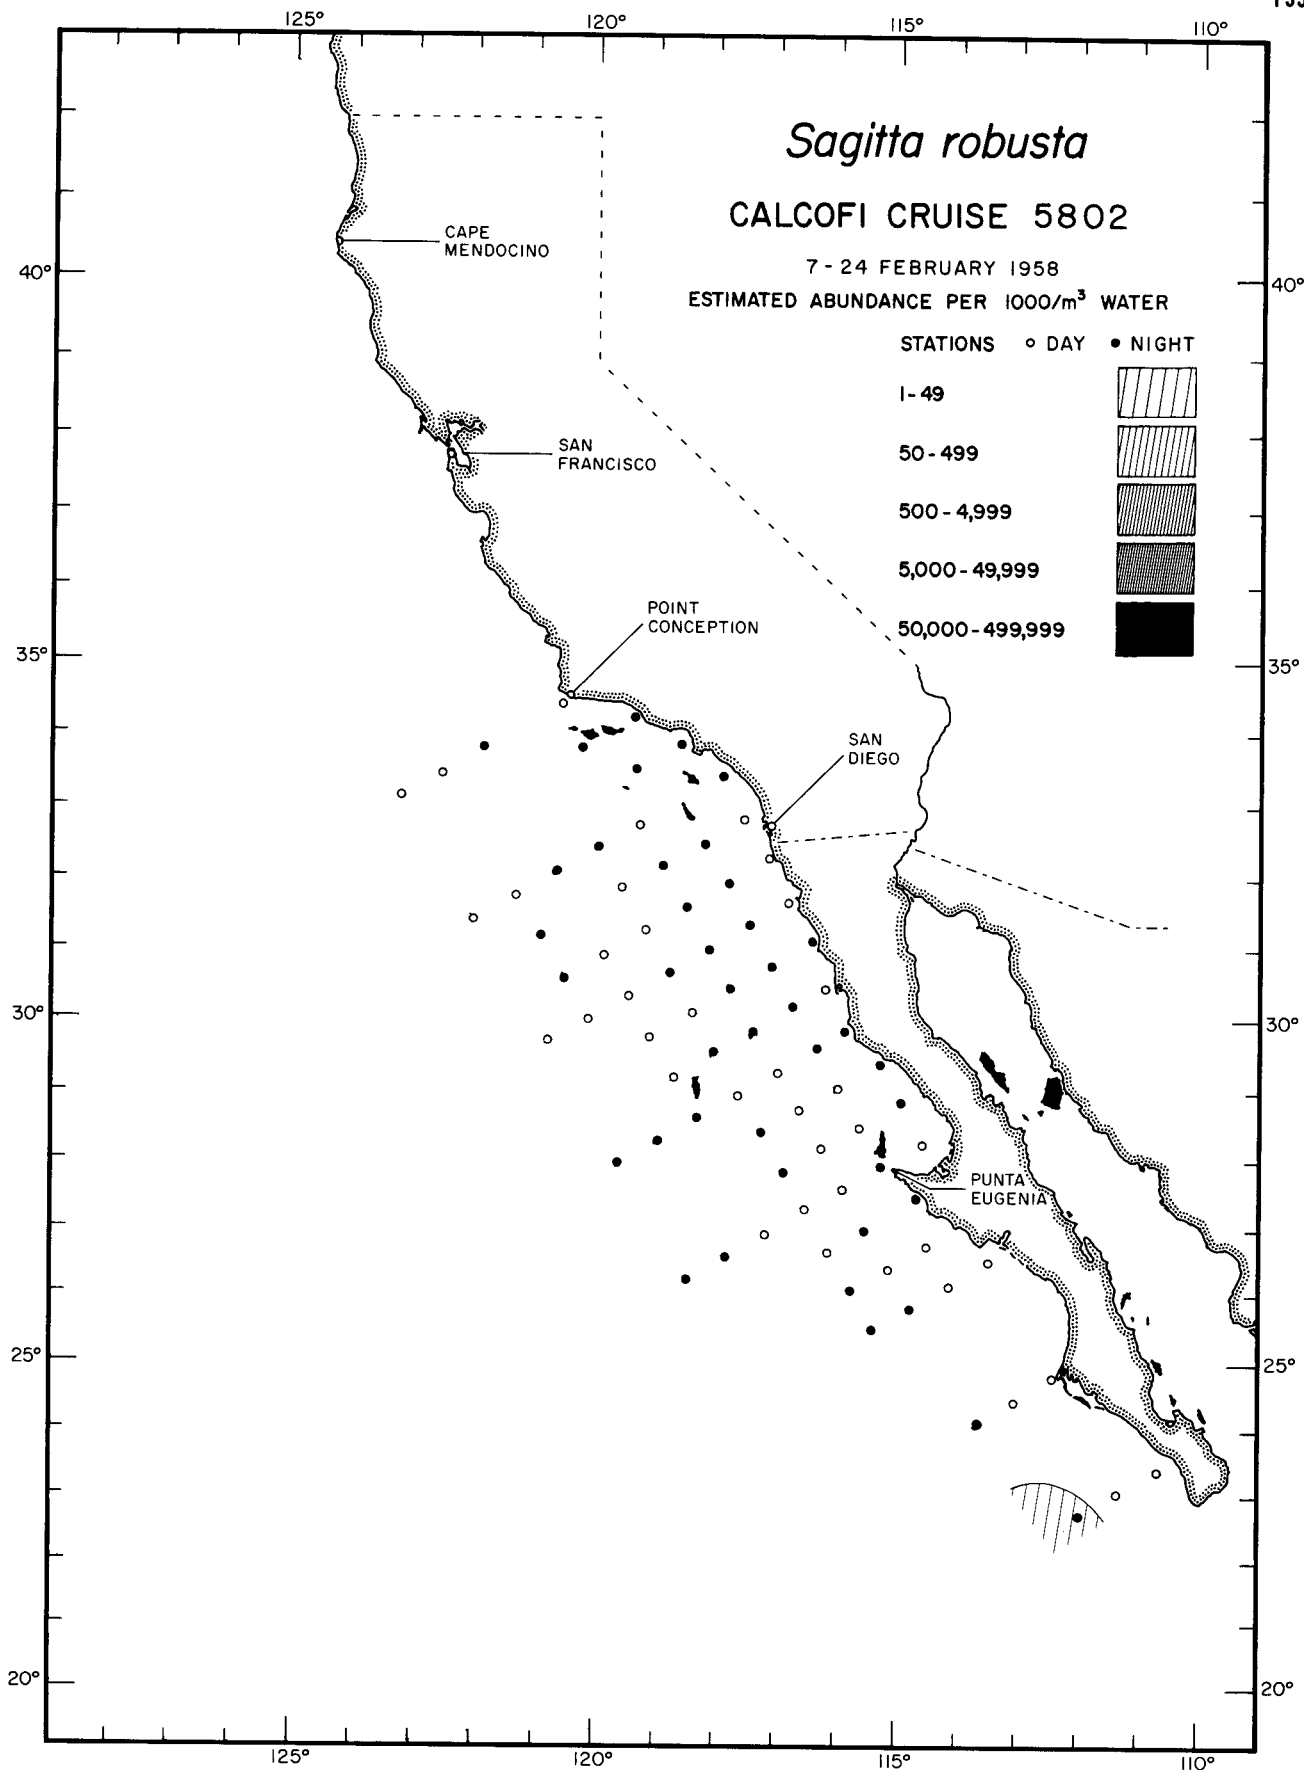 125° 120° 115° 110°
Sagitta robusta
CALCOFI CRUISE 5802
7-24 FEBRUARY 1958
ESTIMATED ABUNDANCE PER 1000/m³ WATER
STATIONS ○ DAY ● NIGHT
1-49
50-499
500-4,999
5,000-49,999
50,000-499,999
CAPE
MENDOCINO
40° 40°
SAN
FRANCISCO
POINT
CONCEPTION
35° 35°
SAN
DIEGO
30° 30°
PUNTA
EUGENIA
25° 25°
20° 20°
125° 120° 115° 110°